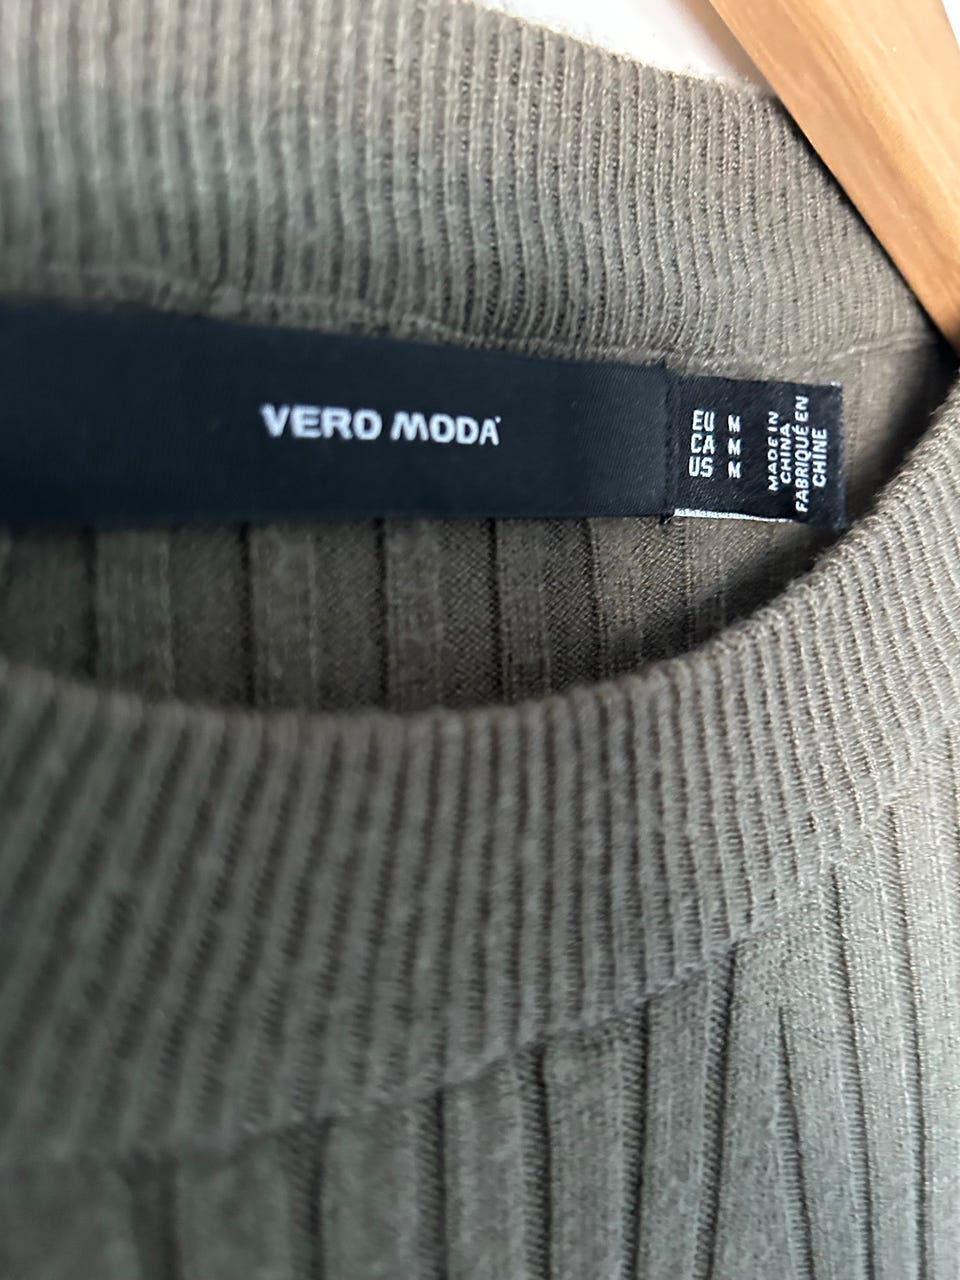 VERO MODA
EU M
CA M
US M
MADE IN
CHINA
FABRIQUÉ EN
CHINE